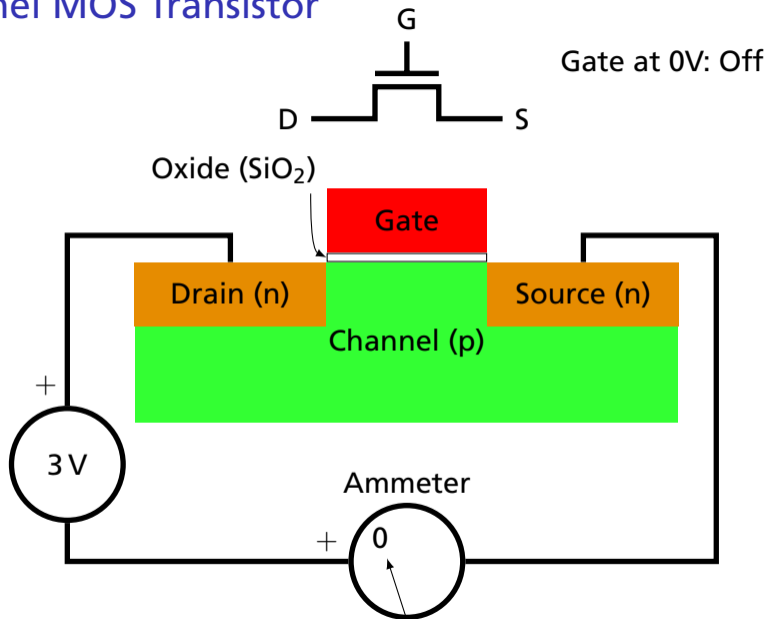 nel MOS Transistor
G
Gate at 0V: Off
D
S
Oxide (SiO₂)
Gate
Drain (n)
Source (n)
Channel (p)
+
3 V
Ammeter
+
0